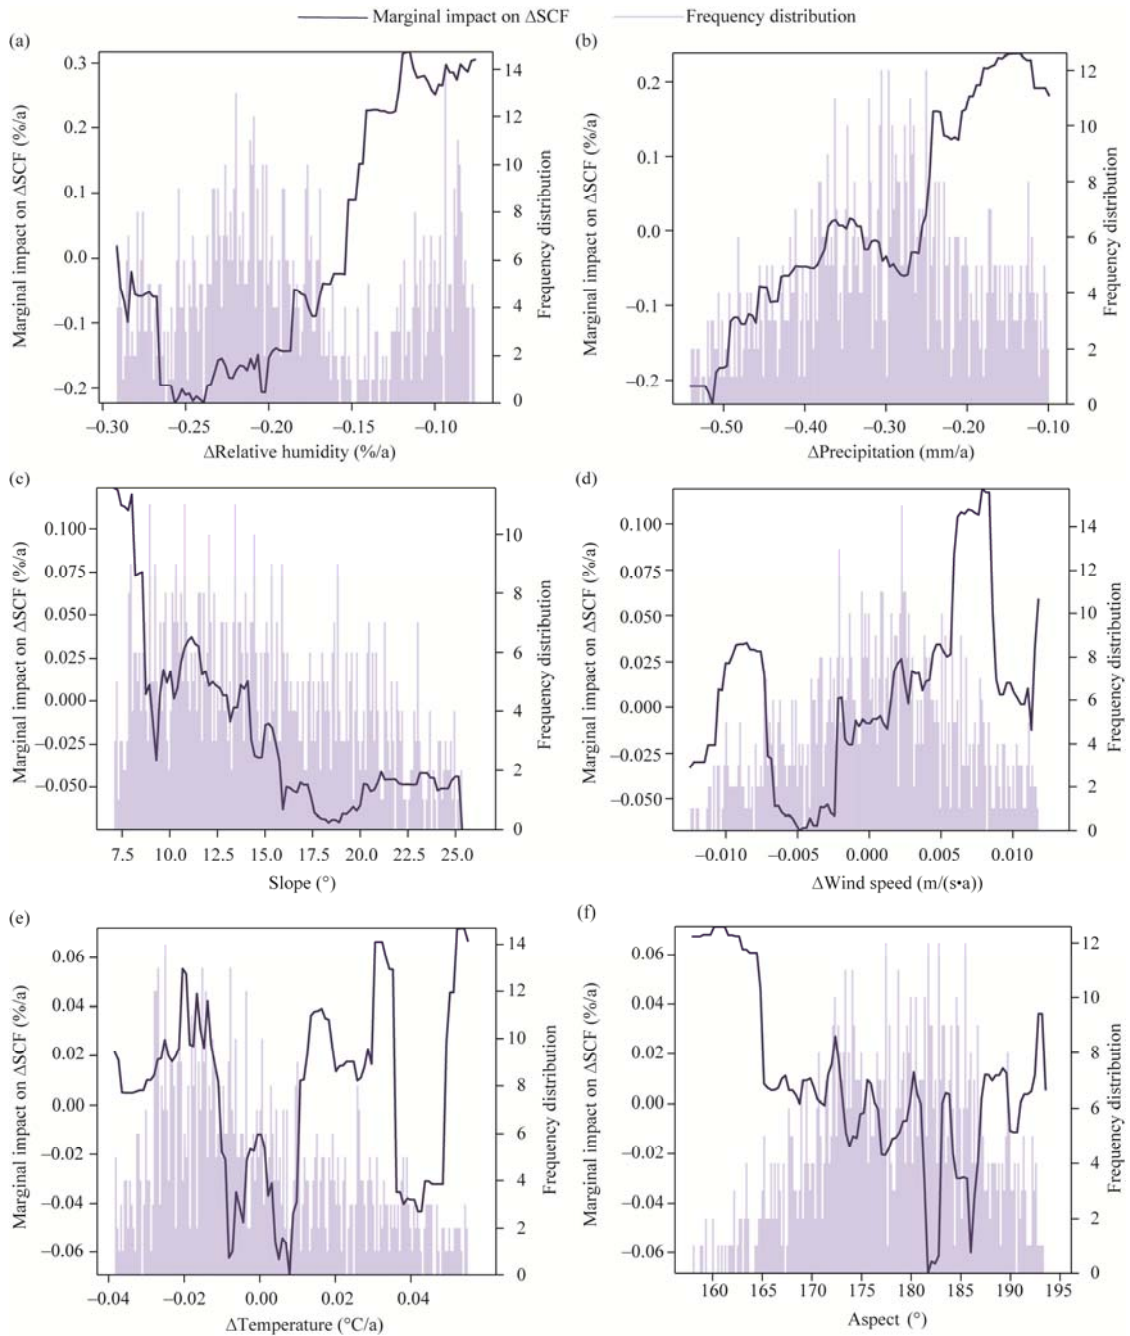 Marginal impact on ΔSCF
Frequency distribution
(a)
Marginal impact on ΔSCF (%/a)
0.3
0.2
0.1
0.0
−0.1
−0.2
14
12
10
8
6
4
2
0
Frequency distribution
−0.30 −0.25 −0.20 −0.15 −0.10
ΔRelative humidity (%/a)
(b)
Marginal impact on ΔSCF (%/a)
0.2
0.1
0.0
−0.1
−0.2
12
10
8
6
4
2
0
Frequency distribution
−0.50 −0.40 −0.30 −0.20 −0.10
ΔPrecipitation (mm/a)
(c)
Marginal impact on ΔSCF (%/a)
0.100
0.075
0.050
0.025
0.000
−0.025
−0.050
10
8
6
4
2
0
Frequency distribution
7.5 10.0 12.5 15.0 17.5 20.0 22.5 25.0
Slope (°)
(d)
Marginal impact on ΔSCF (%/a)
0.100
0.075
0.050
0.025
0.000
−0.025
−0.050
14
12
10
8
6
4
2
0
Frequency distribution
−0.010 −0.005 0.000 0.005 0.010
ΔWind speed (m/(s•a))
(e)
Marginal impact on ΔSCF (%/a)
0.06
0.04
0.02
0.00
−0.02
−0.04
−0.06
14
12
10
8
6
4
2
0
Frequency distribution
−0.04 −0.02 0.00 0.02 0.04
ΔTemperature (°C/a)
(f)
Marginal impact on ΔSCF (%/a)
0.06
0.04
0.02
0.00
−0.02
−0.04
−0.06
12
10
8
6
4
2
0
Frequency distribution
160 165 170 175 180 185 190 195
Aspect (°)